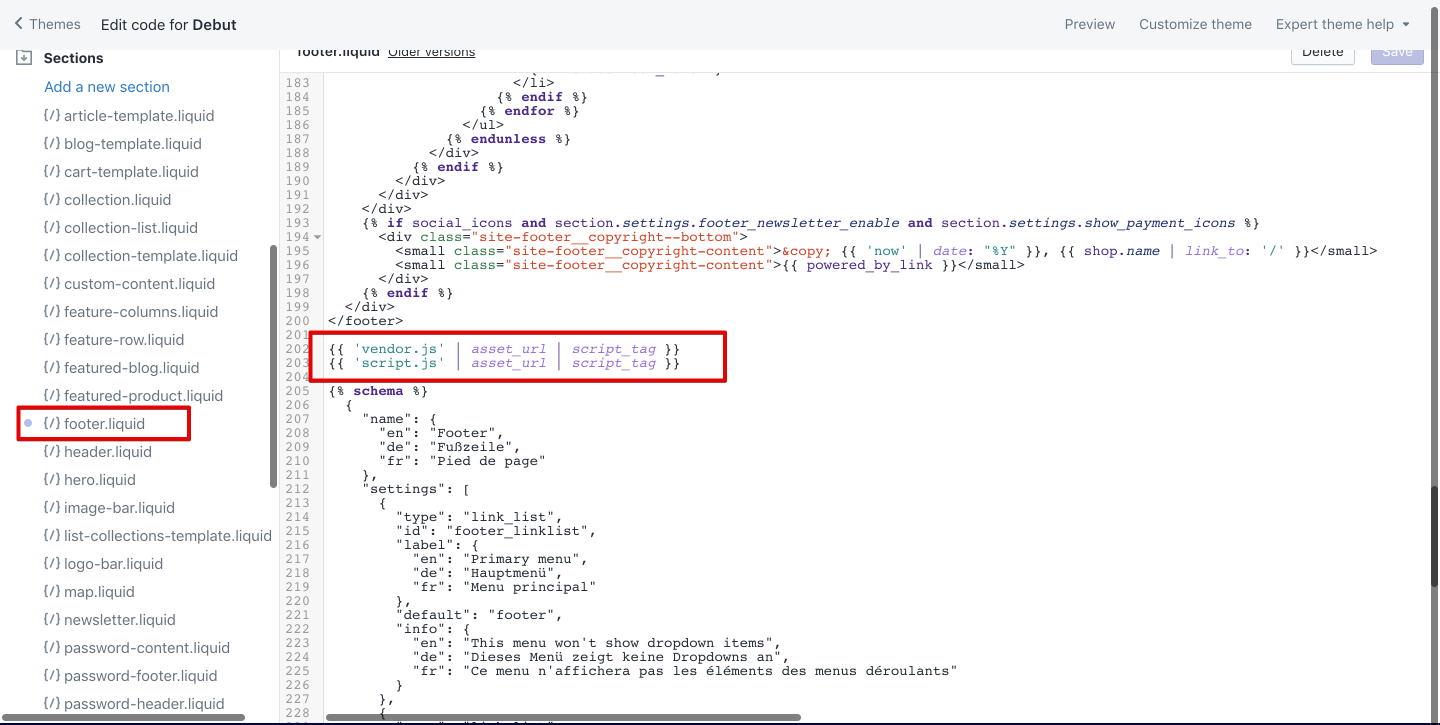 Themes Edit code for Debut Preview Customize theme Expert theme help
Sections
Add a new section
{/} article-template.liquid
{/} blog-template.liquid
{/} cart-template.liquid
{/} collection.liquid
{/} collection-list.liquid
{/} collection-template.liquid
{/} custom-content.liquid
{/} feature-columns.liquid
{/} feature-row.liquid
{/} featured-blog.liquid
{/} featured-product.liquid
{/} footer.liquid
{/} header.liquid
{/} hero.liquid
{/} image-bar.liquid
{/} list-collections-template.liquid
{/} logo-bar.liquid
{/} map.liquid
{/} newsletter.liquid
{/} password-content.liquid
{/} password-footer.liquid
{/} password-header.liquid
footer.liquid Older versions Delete Save
183 </li>
184 {% endif %}
185 {% endfor %}
186 </ul>
187 {% endunless %}
188 </div>
189 {% endif %}
190 </div>
191 </div>
192 </div>
193 {% if social_icons and section.settings.footer_newsletter_enable and section.settings.show_payment_icons %}
194 <div class="site-footer__copyright--bottom">
195 <small class="site-footer__copyright-content">&copy; {{ 'now' | date: "%Y" }}, {{ shop.name | link_to: '/' }}</small>
196 <small class="site-footer__copyright-content">{{ powered_by_link }}</small>
197 </div>
198 {% endif %}
199 </div>
200 </footer>
201
202 {{ 'vendor.js' | asset_url | script_tag }}
203 {{ 'script.js' | asset_url | script_tag }}
204
205 {% schema %}
206 {
207 "name": {
208 "en": "Footer",
209 "de": "Fußzeile",
210 "fr": "Pied de page"
211 },
212 "settings": [
213 {
214 "type": "link_list",
215 "id": "footer_linklist",
216 "label": {
217 "en": "Primary menu",
218 "de": "Hauptmenü",
219 "fr": "Menu principal"
220 },
221 "default": "footer",
222 "info": {
223 "en": "This menu won't show dropdown items",
224 "de": "Dieses Menü zeigt keine Dropdowns an",
225 "fr": "Ce menu n'affichera pas les éléments des menus déroulants"
226 }
227 },
228 {